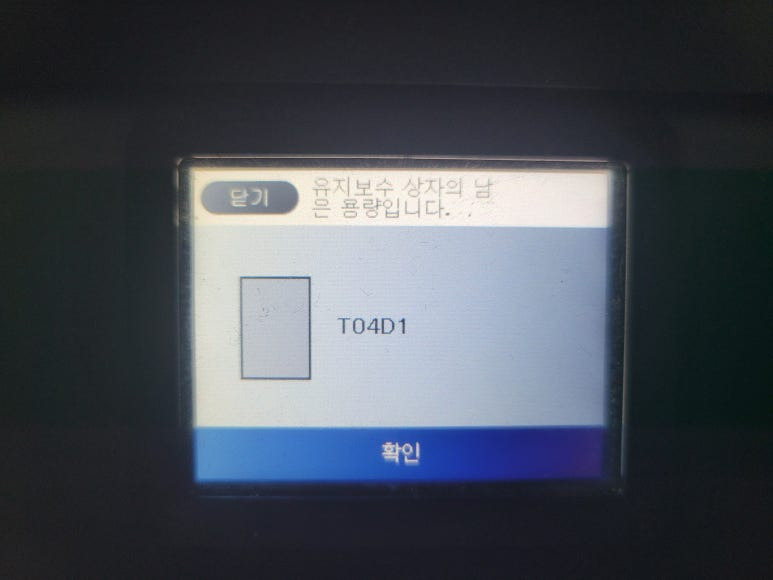 닫기
유지보수 상자의 남
은 용량입니다.
T04D1
확인